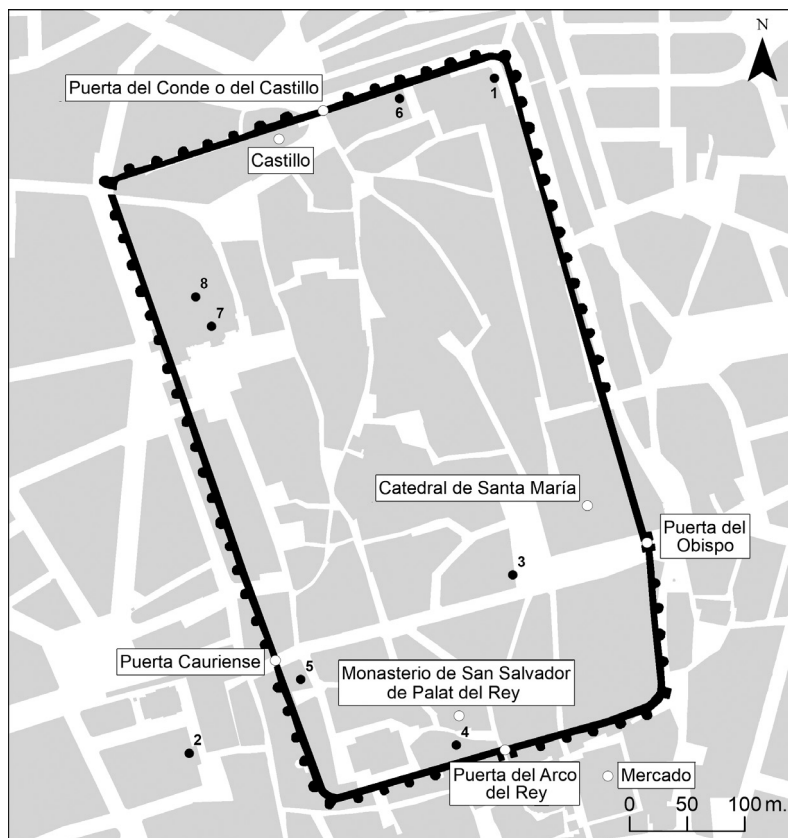 N
Puerta del Conde o del Castillo
1
6
Castillo
8
7
Catedral de Santa María
Puerta del
Obispo
3
Puerta Cauriense
5
Monasterio de San Salvador
de Palat del Rey
4
2
Puerta del Arco
del Rey
Mercado
0 50 100 m.